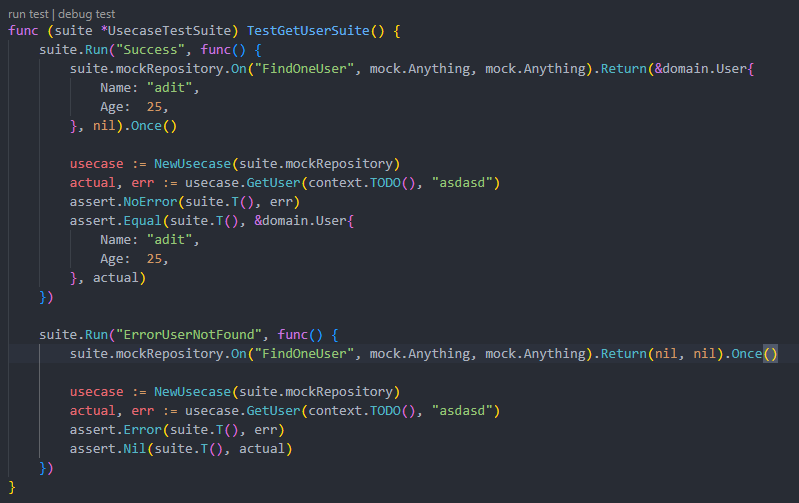 run test | debug test
func (suite *UsecaseTestSuite) TestGetUserSuite() {
    suite.Run("Success", func() {
        suite.mockRepository.On("FindOneUser", mock.Anything, mock.Anything).Return(&domain.User{
            Name: "adit",
            Age:  25,
        }, nil).Once()

        usecase := NewUsecase(suite.mockRepository)
        actual, err := usecase.GetUser(context.TODO(), "asdasd")
        assert.NoError(suite.T(), err)
        assert.Equal(suite.T(), &domain.User{
            Name: "adit",
            Age:  25,
        }, actual)
    })

    suite.Run("ErrorUserNotFound", func() {
        suite.mockRepository.On("FindOneUser", mock.Anything, mock.Anything).Return(nil, nil).Once()

        usecase := NewUsecase(suite.mockRepository)
        actual, err := usecase.GetUser(context.TODO(), "asdasd")
        assert.Error(suite.T(), err)
        assert.Nil(suite.T(), actual)
    })
}